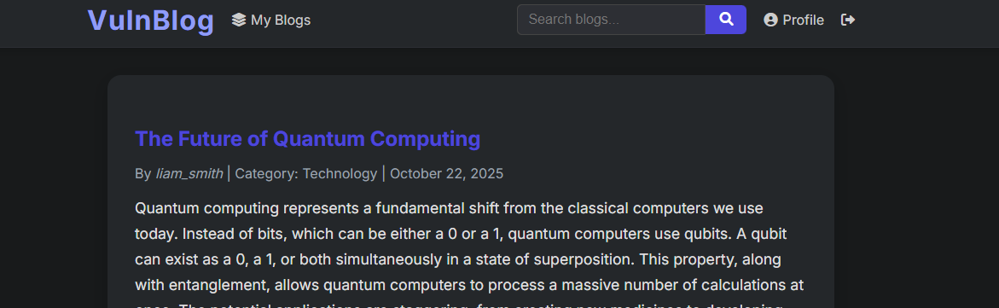 VulnBlog My Blogs Search blogs... Profile
The Future of Quantum Computing
By liam_smith | Category: Technology | October 22, 2025
Quantum computing represents a fundamental shift from the classical computers we use
today. Instead of bits, which can be either a 0 or a 1, quantum computers use qubits. A qubit
can exist as a 0, a 1, or both simultaneously in a state of superposition. This property, along
with entanglement, allows quantum computers to process a massive number of calculations at
once. The potential applications are staggering, from creating new medicines to developing